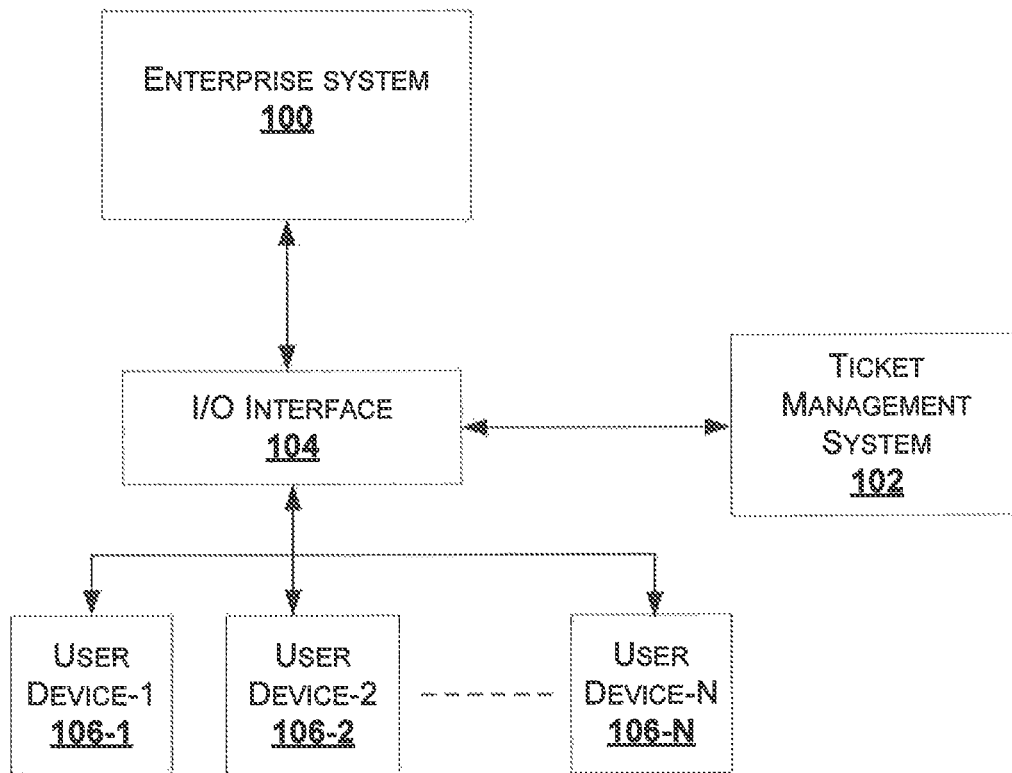 ENTERPRISE SYSTEM
100
I/O INTERFACE
104
TICKET
MANAGEMENT
SYSTEM
102
USER
DEVICE-1
106-1
USER
DEVICE-2
106-2
USER
DEVICE-N
106-N